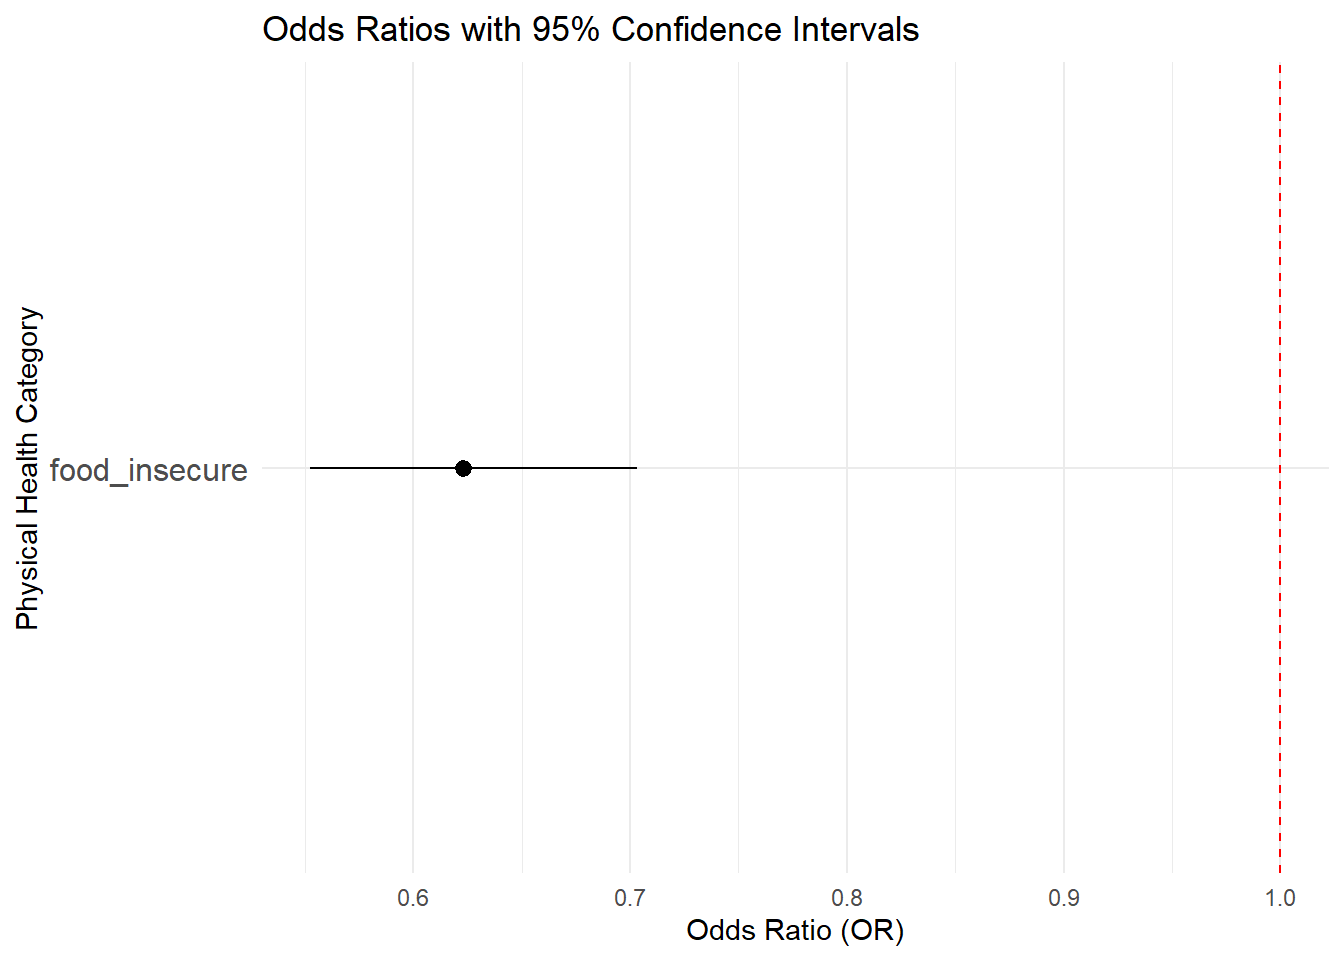 Odds Ratios with 95% Confidence Intervals
Physical Health Category
food_insecure
0.6 0.7 0.8 0.9 1.0
Odds Ratio (OR)